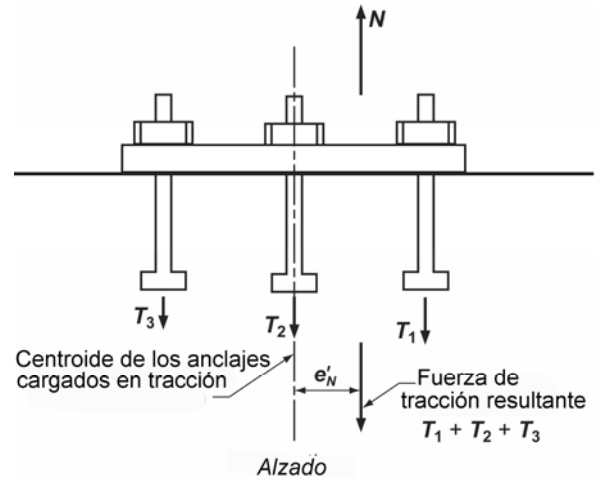 N
T3
T2
T1
Centroide de los anclajes
cargados en tracción
e'N
Fuerza de
tracción resultante
T1 + T2 + T3
Alzado